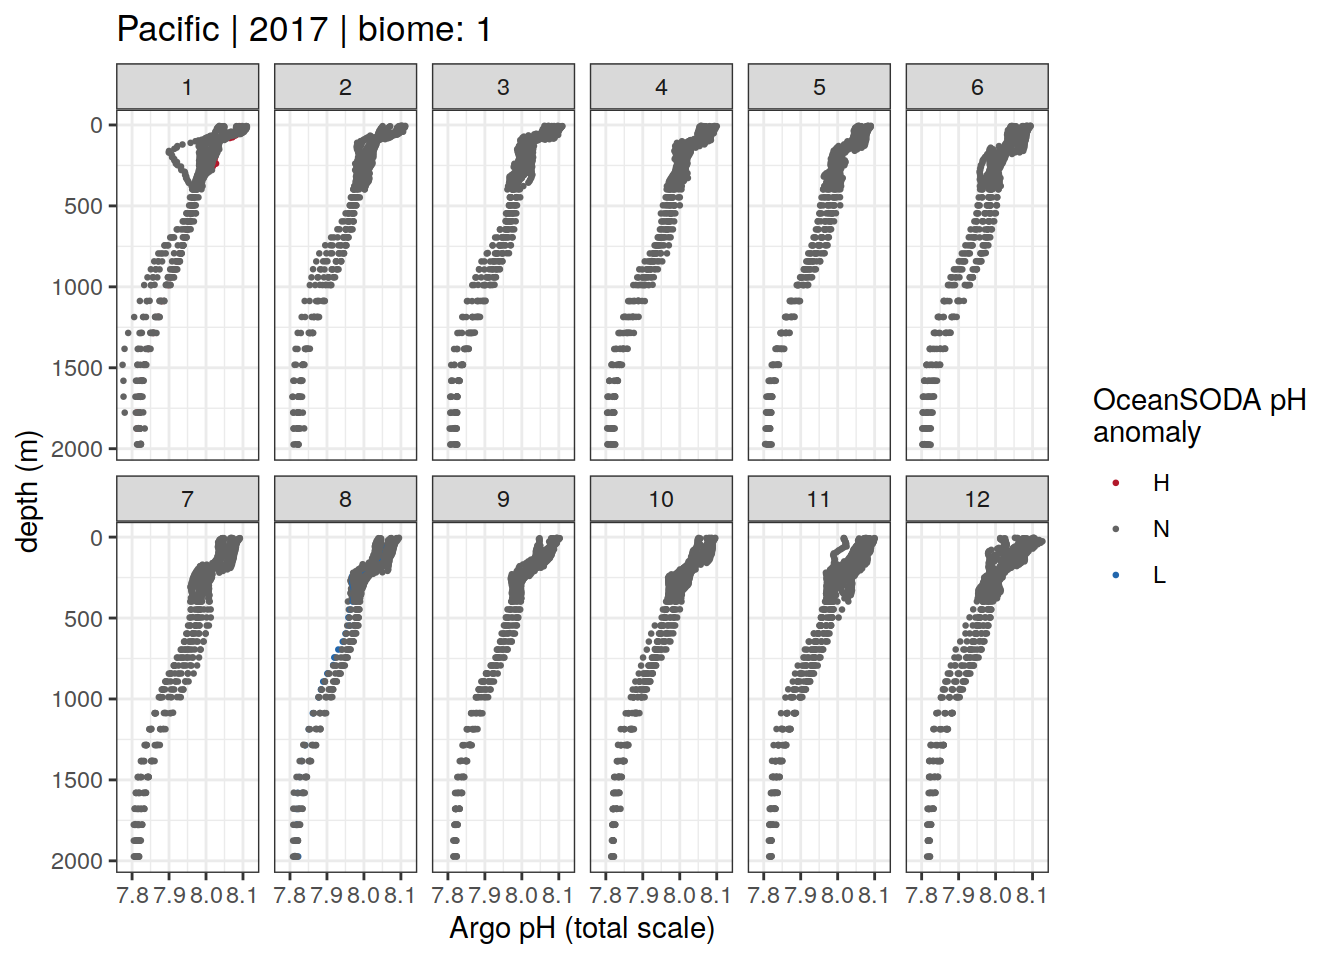 Pacific | 2017 | biome: 1
1 2 3 4 5 6
0
500
1000
1500
2000
7 8 9 10 11 12
0
500
1000
1500
2000
7.8 7.9 8.0 8.1 7.8 7.9 8.0 8.1 7.8 7.9 8.0 8.1 7.8 7.9 8.0 8.1 7.8 7.9 8.0 8.1 7.8 7.9 8.0 8.1
Argo pH (total scale)
depth (m)
OceanSODA pH
anomaly
H
N
L